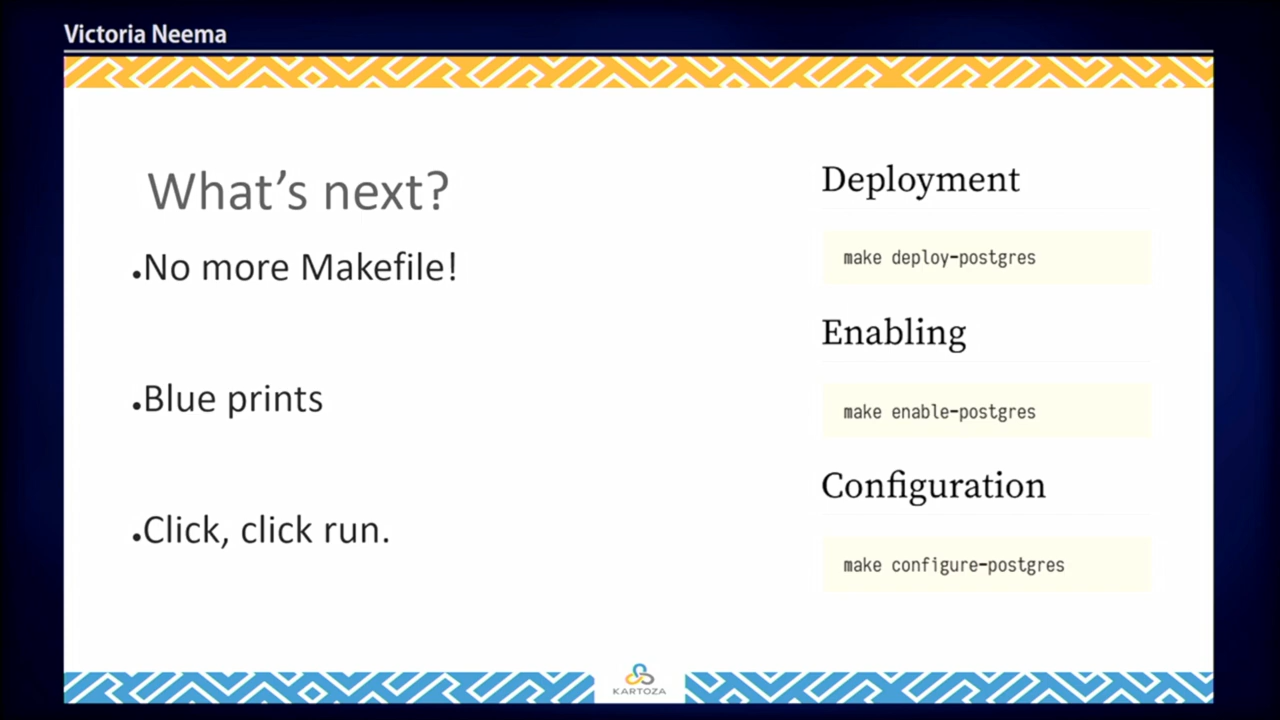 Victoria Neema
What's next?
•No more Makefile!
•Blue prints
•Click, click run.
Deployment
make deploy-postgres
Enabling
make enable-postgres
Configuration
make configure-postgres
KARTOZA